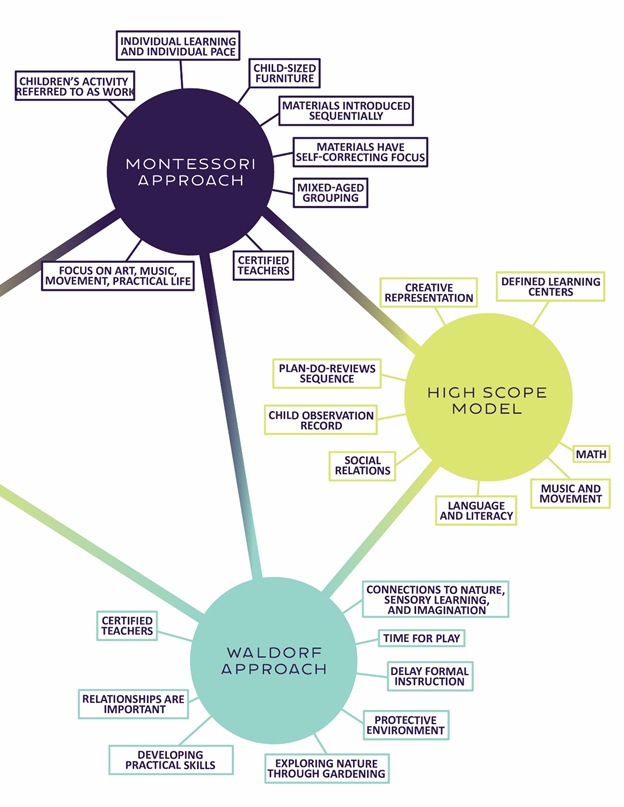 INDIVIDUAL LEARNING
AND INDIVIDUAL PACE
CHILD-SIZED
FURNITURE
CHILDREN'S ACTIVITY
REFERRED TO AS WORK
MATERIALS INTRODUCED
SEQUENTIALLY
MATERIALS HAVE
SELF-CORRECTING FOCUS
MONTESSORI
APPROACH
MIXED-AGED
GROUPING
CERTIFIED
TEACHERS
FOCUS ON ART, MUSIC,
MOVEMENT, PRACTICAL LIFE
CREATIVE
REPRESENTATION
DEFINED LEARNING
CENTERS
PLAN-DO-REVIEWS
SEQUENCE
HIGH SCOPE
MODEL
CHILD OBSERVATION
RECORD
SOCIAL
RELATIONS
MATH
MUSIC AND
MOVEMENT
LANGUAGE
AND LITERACY
CONNECTIONS TO NATURE,
SENSORY LEARNING,
AND IMAGINATION
CERTIFIED
TEACHERS
TIME FOR PLAY
WALDORF
APPROACH
DELAY FORMAL
INSTRUCTION
RELATIONSHIPS ARE
IMPORTANT
PROTECTIVE
ENVIRONMENT
DEVELOPING
PRACTICAL SKILLS
EXPLORING NATURE
THROUGH GARDENING